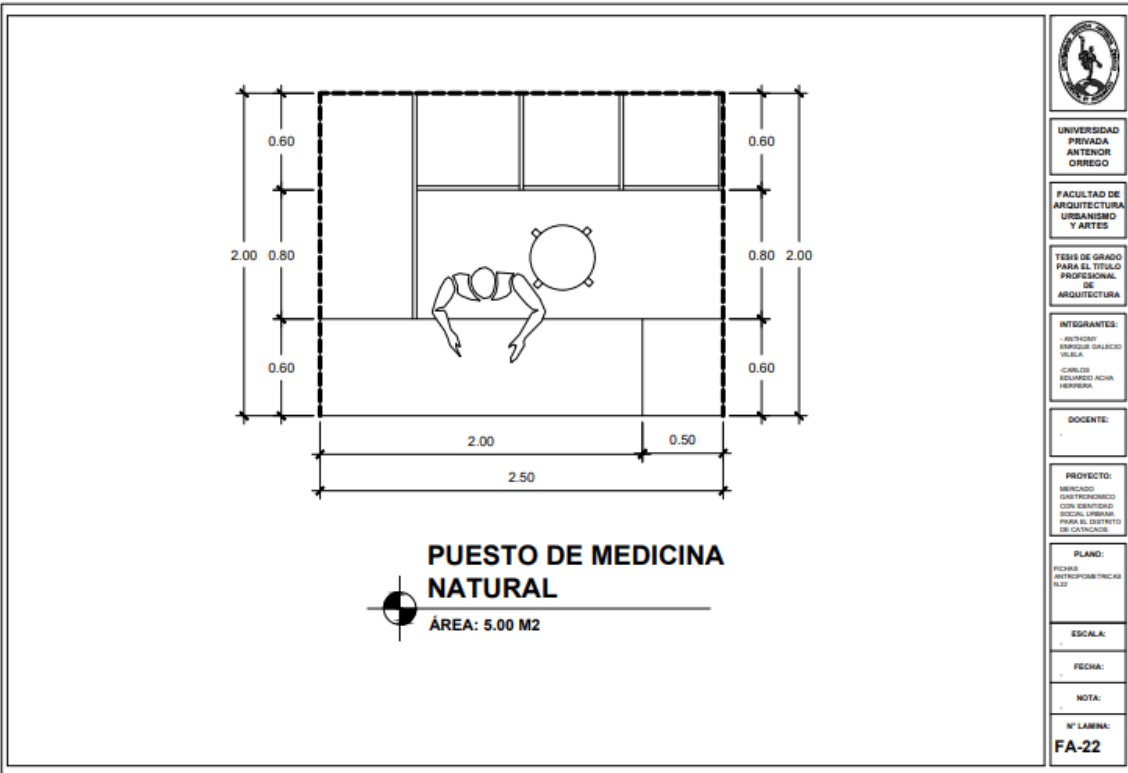 0.60
0.60
2.00
0.80
0.80
2.00
0.60
0.60
2.00
0.50
2.50
PUESTO DE MEDICINA
NATURAL
ÁREA: 5.00 M2
UNIVERSIDAD
PRIVADA
ANTENOR
ORREGO
FACULTAD DE
ARQUITECTURA
URBANISMO
Y ARTES
TESIS DE GRADO
PARA EL TITULO
PROFESIONAL
DE
ARQUITECTURA
INTEGRANTES:
- ANTHONY
ENRIQUE GALECIO
VILELA
-CARLOS
EDUARDO ACHA
HERRERA
DOCENTE:
-
PROYECTO:
MERCADO
GASTRONOMICO
CON IDENTIDAD
SOCIAL URBANA
PARA EL DISTRITO
DE CATACAOS.
PLANO:
FICHAS
ANTROPOMETRICAS
N.22
ESCALA:
-
FECHA:
-
NOTA:
-
N° LAMINA:
FA-22